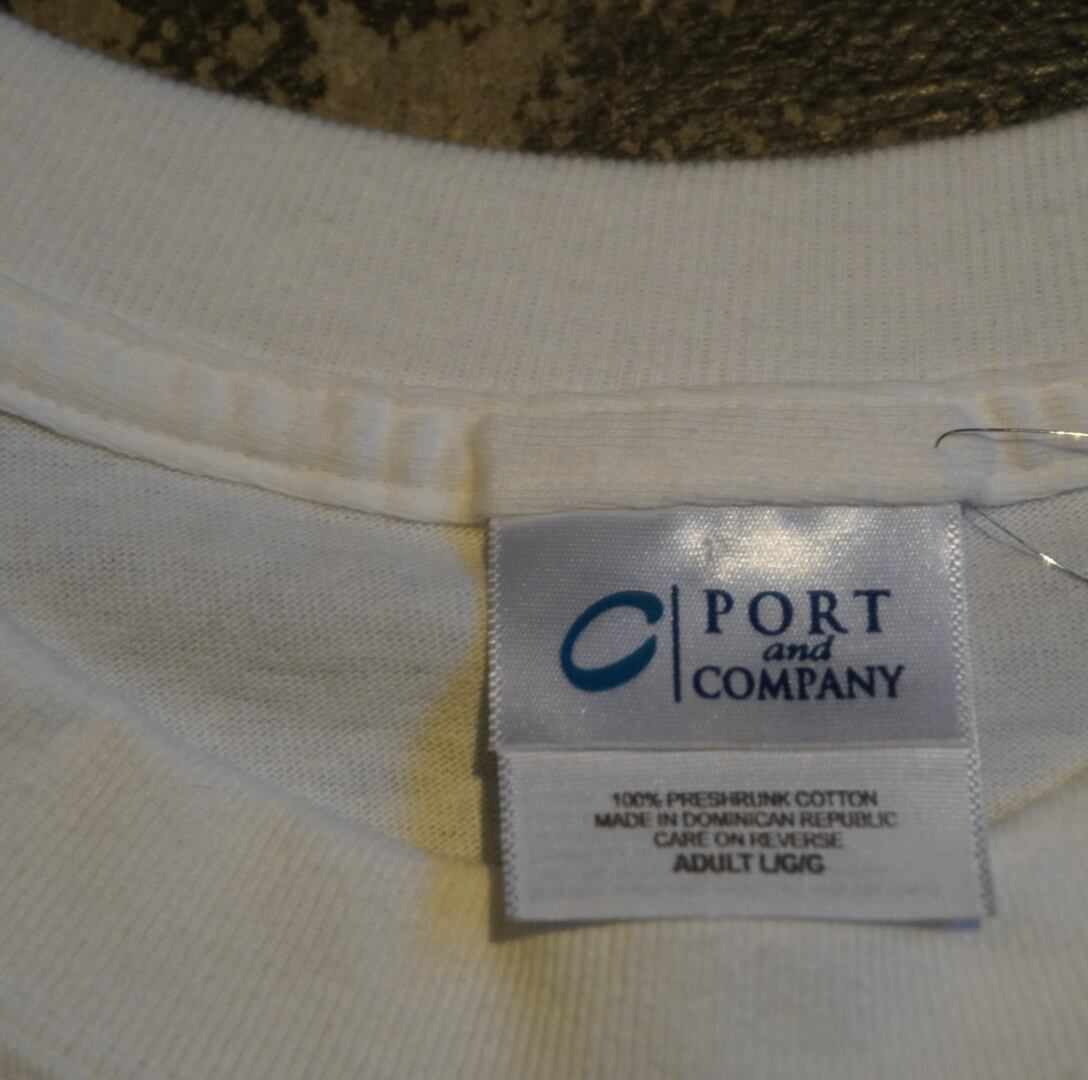 PORT
and
COMPANY
100% PRESHRUNK COTTON
MADE IN DOMINICAN REPUBLIC
CARE ON REVERSE
ADULT L/G/G